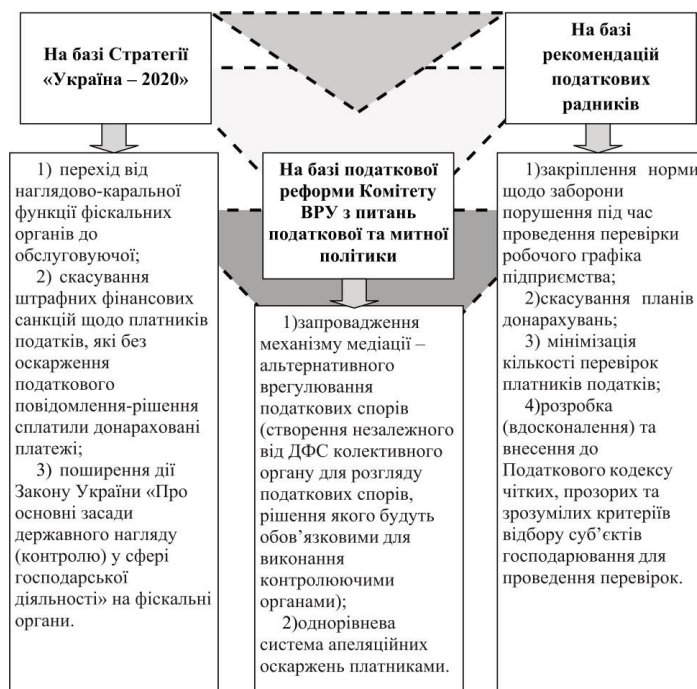 На базі Стратегії
«Україна – 2020»
1) перехід від
наглядово-каральної
функції фіскальних
органів до
обслуговуючої;
2) скасування
штрафних фінансових
санкцій щодо платників
податків, які без
оскарження
податкового
повідомлення-рішення
сплатили донараховані
платежі;
3) поширення дії
Закону України «Про
основні засади
державного нагляду
(контролю) у сфері
господарської
діяльності» на фіскальні
органи.
На базі податкової
реформи Комітету
ВРУ з питань
податкової та митної
політики
1)запровадження
механізму медіації –
альтернативного
врегулювання
податкових спорів
(створення незалежного
від ДФС колективного
органу для розгляду
податкових спорів,
рішення якого будуть
обов’язковими для
виконання
контролюючими
органами);
2)однорівнева
система апеляційних
оскаржень платниками.
На базі
рекомендацій
податкових
радників
1)закріплення норми
щодо заборони
порушення під час
проведення перевірки
робочого графіка
підприємства;
2)скасування планів
донарахувань;
3) мінімізація
кількості перевірок
платників податків;
4)розробка
(вдосконалення) та
внесення до
Податкового кодексу
чітких, прозорих та
зрозумілих критеріїв
відбору суб’єктів
господарювання для
проведення перевірок.